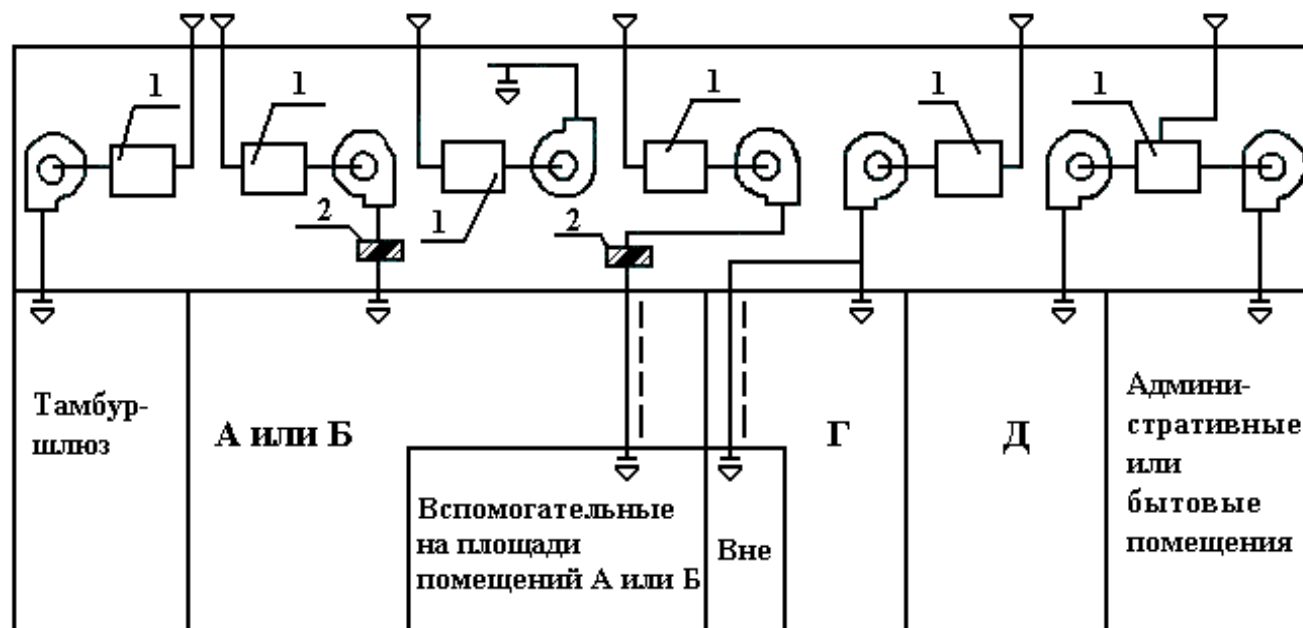 1
1
1
1
1
1
2
2
Тамбур-
шлюз
А или Б
Вспомогательные
на площади
помещений А или Б
Вне
Г
Д
Админи-
стративные
или
бытовые
помещения